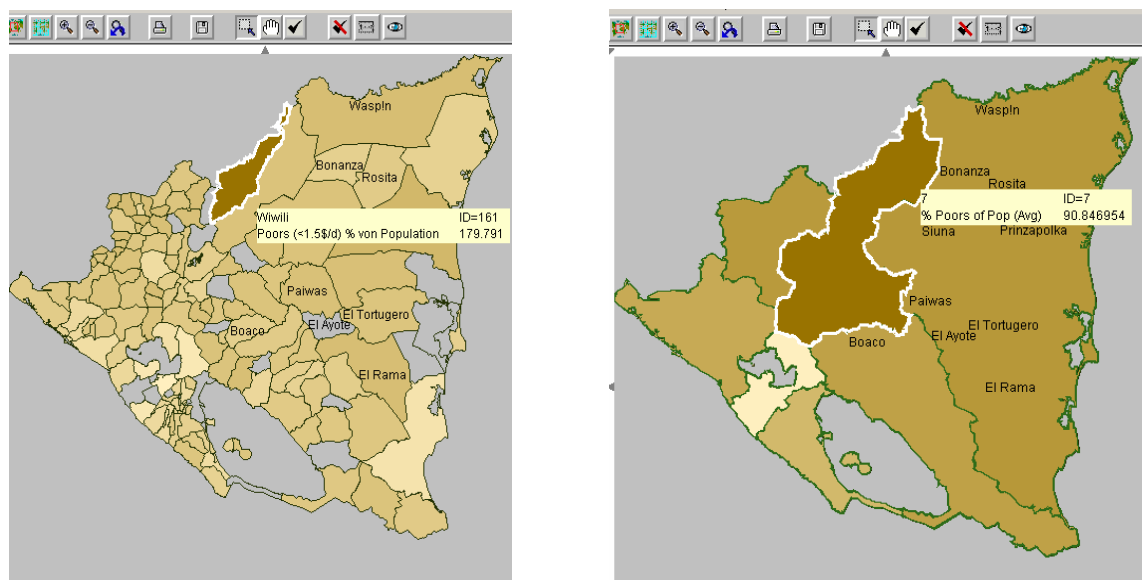 Wasp!n
Bonanza
Rosita
Wiwili ID=161
Poors (<1.5$/d) % von Population 179.791
Paiwas
El Tortugero
Boaco
El Ayote
El Rama
Wasp!n
Bonanza
Rosita
7 ID=7
% Poors of Pop (Avg) 90.846954
Siuna
Prinzapolka
Paiwas
El Tortugero
Boaco
El Ayote
El Rama